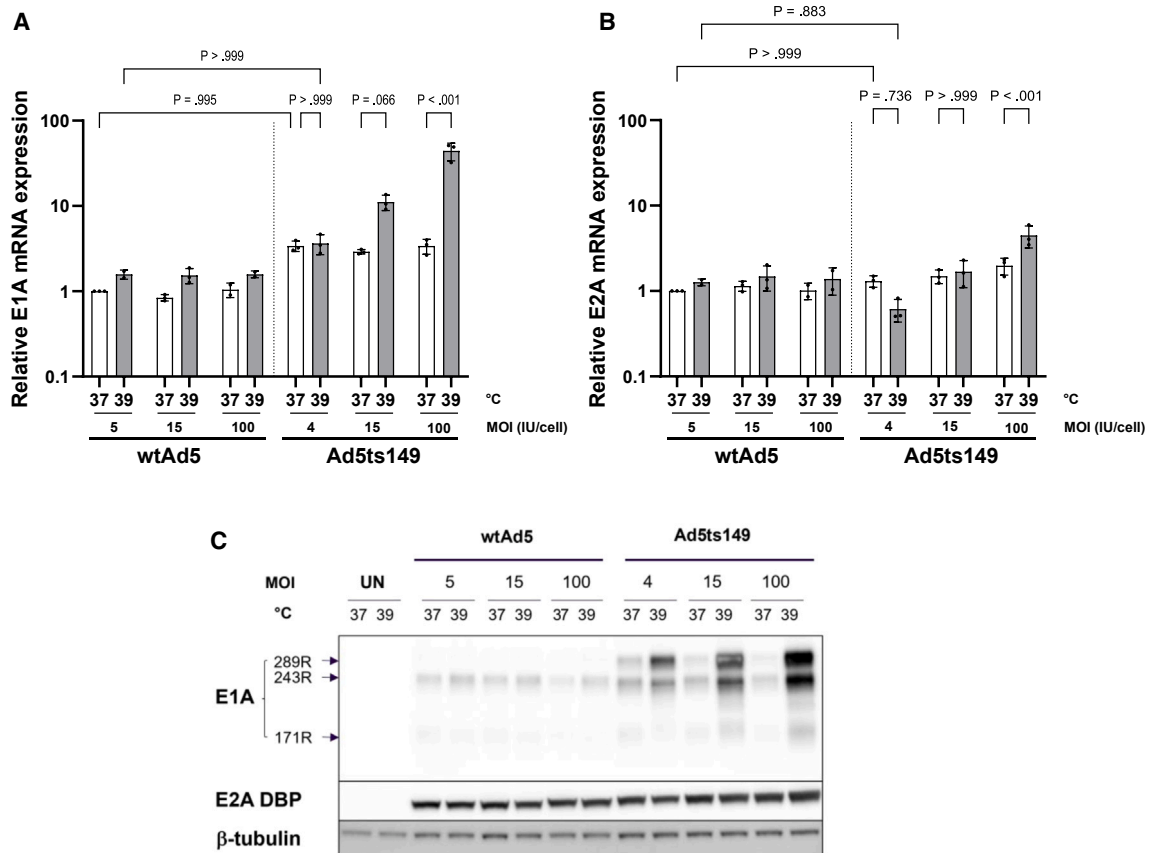 A
P > .999
P = .995
P > .999
P = .066
P < .001
Relative E1A mRNA expression
100
10
1
0.1
37 39 37 39 37 39 37 39 37 39 37 39 °C
5 15 100 4 15 100 MOI (IU/cell)
wtAd5 Ad5ts149
B
P = .883
P > .999
P = .736
P > .999
P < .001
Relative E2A mRNA expression
100
10
1
0.1
37 39 37 39 37 39 37 39 37 39 37 39 °C
5 15 100 4 15 100 MOI (IU/cell)
wtAd5 Ad5ts149
C
wtAd5 Ad5ts149
MOI UN 5 15 100 4 15 100
°C 37 39 37 39 37 39 37 39 37 39 37 39 37 39
E1A
289R
243R
171R
E2A DBP
β-tubulin